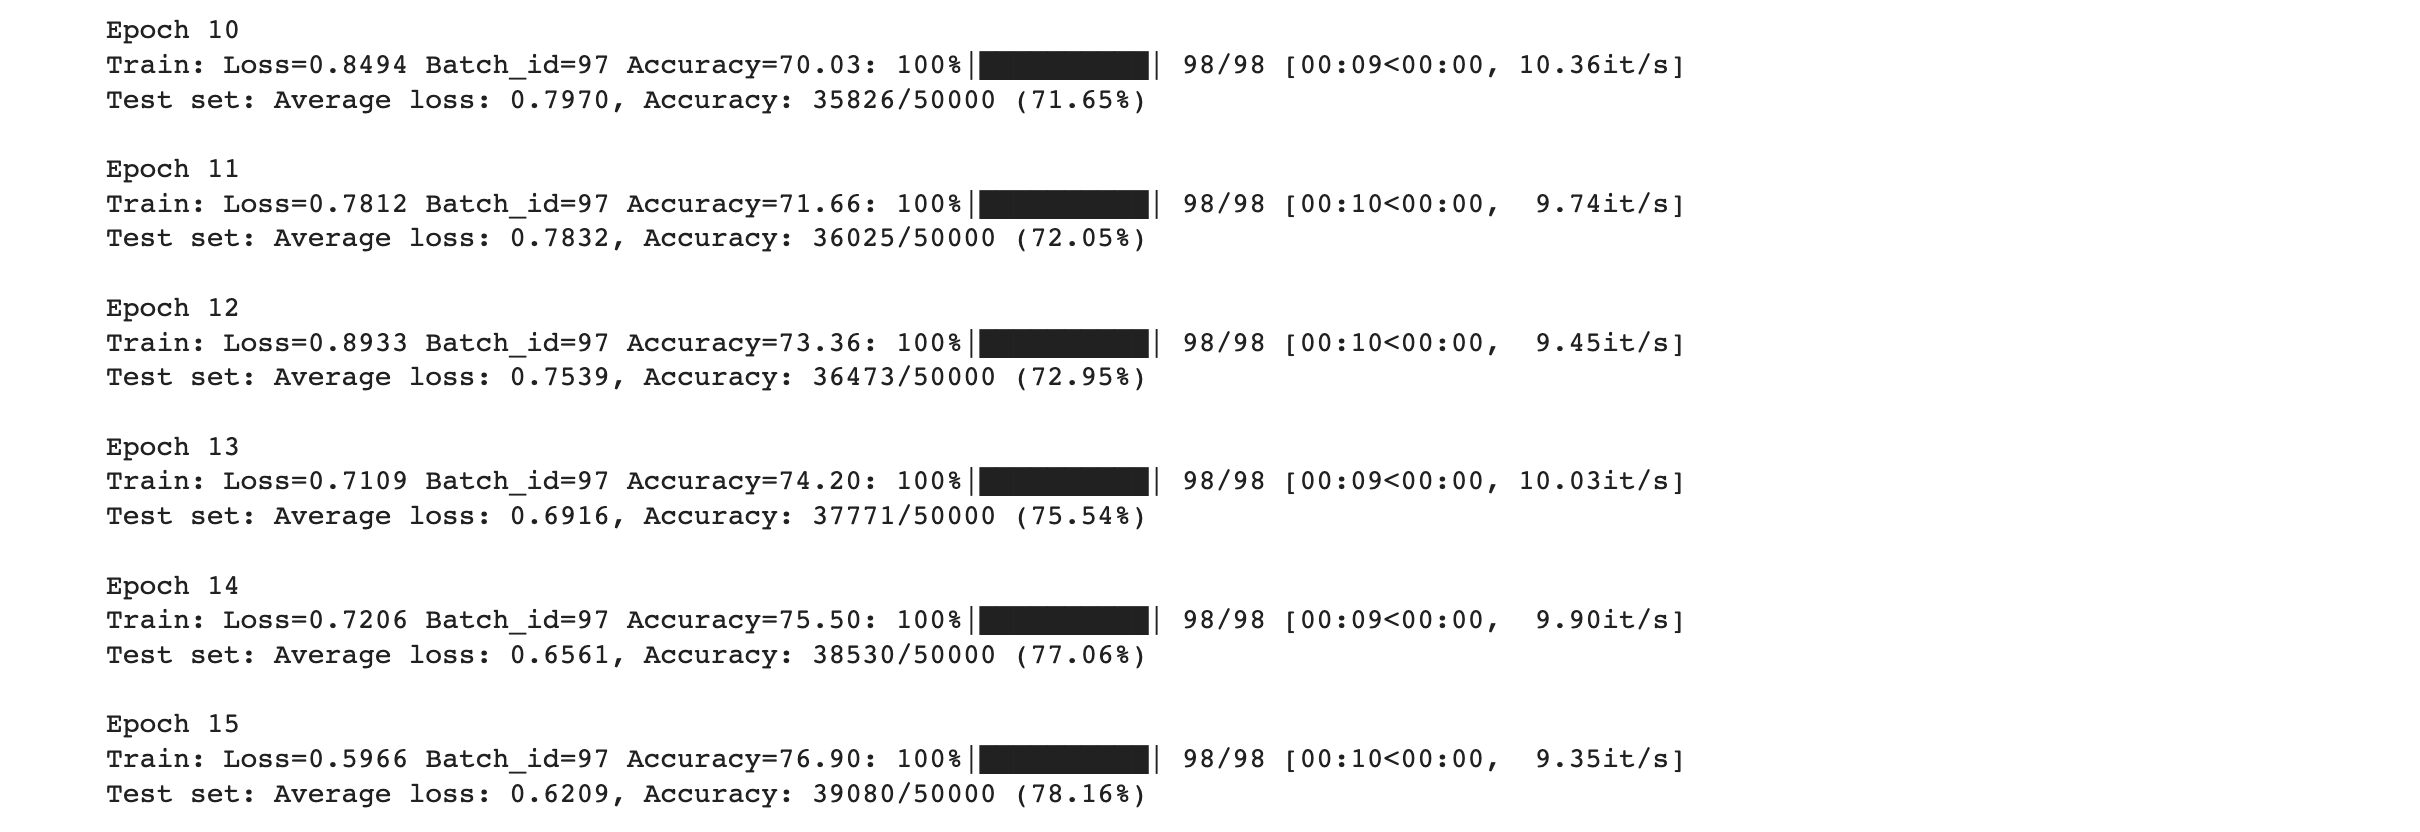 Epoch 10
Train: Loss=0.8494 Batch_id=97 Accuracy=70.03: 100%|██████████| 98/98 [00:09<00:00, 10.36it/s]
Test set: Average loss: 0.7970, Accuracy: 35826/50000 (71.65%)
Epoch 11
Train: Loss=0.7812 Batch_id=97 Accuracy=71.66: 100%|██████████| 98/98 [00:10<00:00,  9.74it/s]
Test set: Average loss: 0.7832, Accuracy: 36025/50000 (72.05%)
Epoch 12
Train: Loss=0.8933 Batch_id=97 Accuracy=73.36: 100%|██████████| 98/98 [00:10<00:00,  9.45it/s]
Test set: Average loss: 0.7539, Accuracy: 36473/50000 (72.95%)
Epoch 13
Train: Loss=0.7109 Batch_id=97 Accuracy=74.20: 100%|██████████| 98/98 [00:09<00:00, 10.03it/s]
Test set: Average loss: 0.6916, Accuracy: 37771/50000 (75.54%)
Epoch 14
Train: Loss=0.7206 Batch_id=97 Accuracy=75.50: 100%|██████████| 98/98 [00:09<00:00,  9.90it/s]
Test set: Average loss: 0.6561, Accuracy: 38530/50000 (77.06%)
Epoch 15
Train: Loss=0.5966 Batch_id=97 Accuracy=76.90: 100%|██████████| 98/98 [00:10<00:00,  9.35it/s]
Test set: Average loss: 0.6209, Accuracy: 39080/50000 (78.16%)